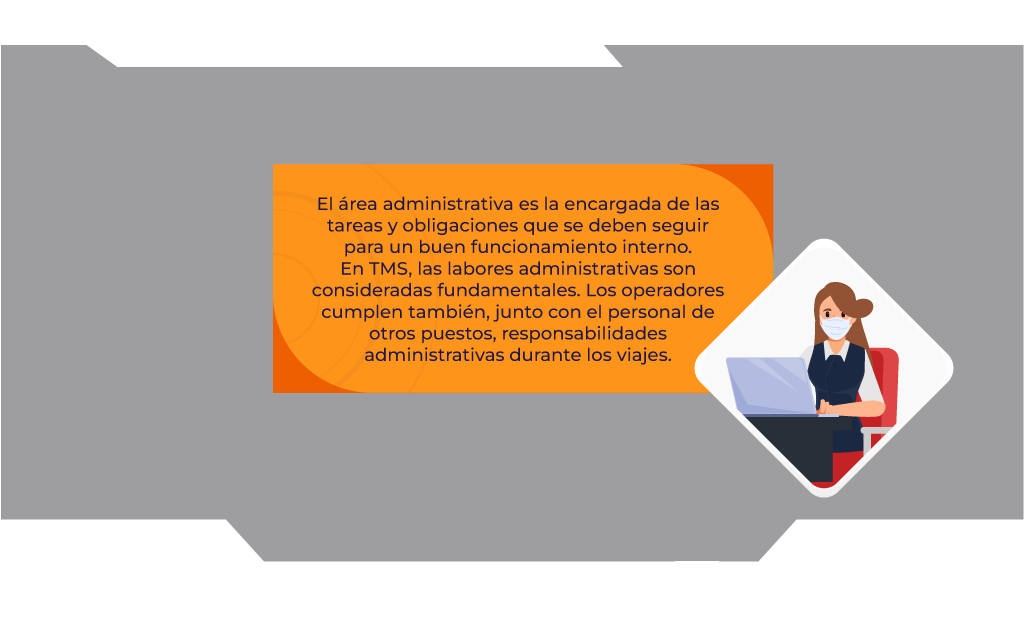 El área administrativa es la encargada de las
tareas y obligaciones que se deben seguir
para un buen funcionamiento interno.
En TMS, las labores administrativas son
consideradas fundamentales. Los operadores
cumplen también, junto con el personal de
otros puestos, responsabilidades
administrativas durante los viajes.